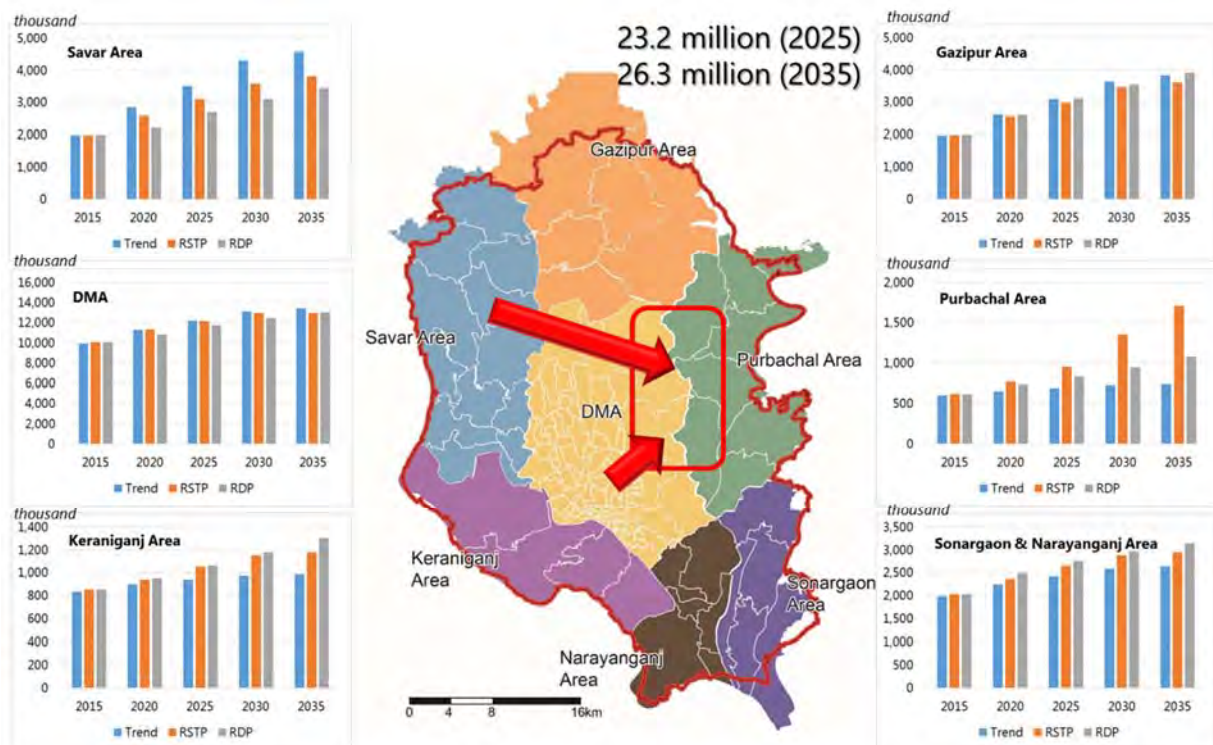 thousand
Savar Area
5,000
4,000
3,000
2,000
1,000
0
2015 2020 2025 2030 2035
Trend RSTP RDP
thousand
DMA
16,000
14,000
12,000
10,000
8,000
6,000
4,000
2,000
0
2015 2020 2025 2030 2035
Trend RSTP RDP
thousand
Keraniganj Area
1,400
1,200
1,000
800
600
400
200
0
2015 2020 2025 2030 2035
Trend RSTP RDP
23.2 million (2025)
26.3 million (2035)
Gazipur Area
Savar Area
Purbachal Area
DMA
Keraniganj
Area
Sonargaon
Area
Narayanganj
Area
0 4 8 16km
thousand
Gazipur Area
5,000
4,000
3,000
2,000
1,000
0
2015 2020 2025 2030 2035
Trend RSTP RDP
thousand
Purbachal Area
2,000
1,500
1,000
500
0
2015 2020 2025 2030 2035
Trend RSTP RDP
thousand
Sonargaon & Narayanganj Area
3,500
3,000
2,500
2,000
1,500
1,000
500
0
2015 2020 2025 2030 2035
Trend RSTP RDP